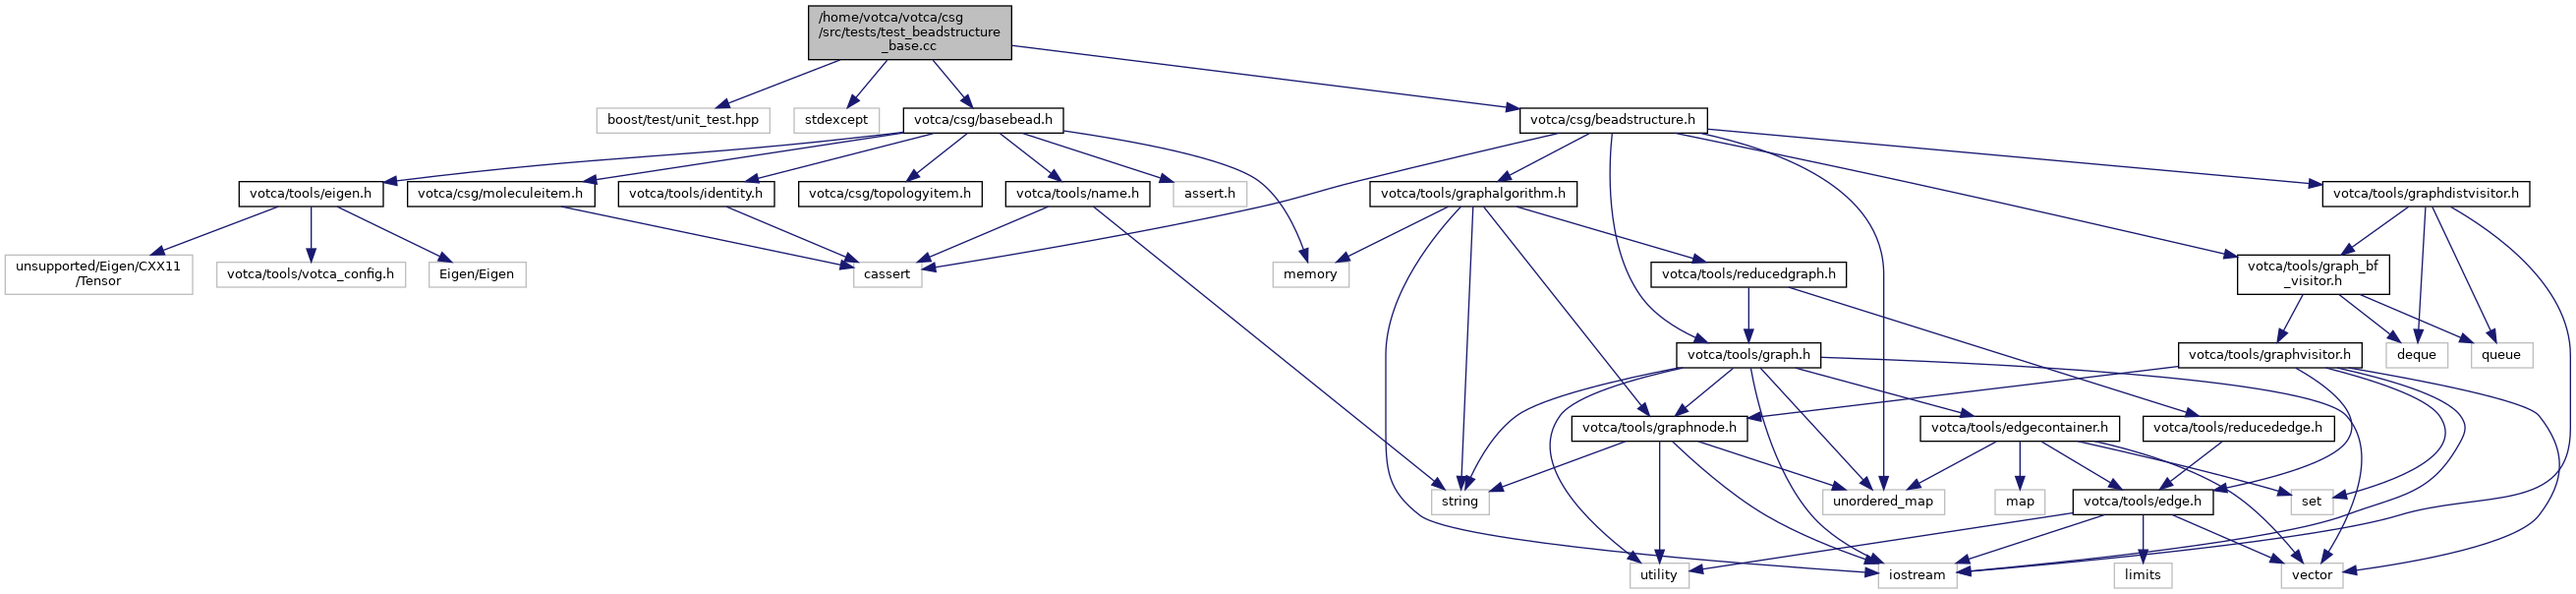 /home/votca/votca/csg
/src/tests/test_beadstructure
_base.cc
boost/test/unit_test.hpp
stdexcept
votca/csg/basebead.h
votca/csg/beadstructure.h
votca/tools/eigen.h
votca/csg/moleculeitem.h
votca/tools/identity.h
votca/csg/topologyitem.h
votca/tools/name.h
assert.h
votca/tools/graphalgorithm.h
votca/tools/graphdistvisitor.h
unsupported/Eigen/CXX11
/Tensor
votca/tools/votca_config.h
Eigen/Eigen
cassert
memory
votca/tools/reducedgraph.h
votca/tools/graph_bf
_visitor.h
votca/tools/graph.h
votca/tools/graphvisitor.h
deque
queue
votca/tools/graphnode.h
votca/tools/edgecontainer.h
votca/tools/reducededge.h
string
unordered_map
map
votca/tools/edge.h
set
utility
iostream
limits
vector